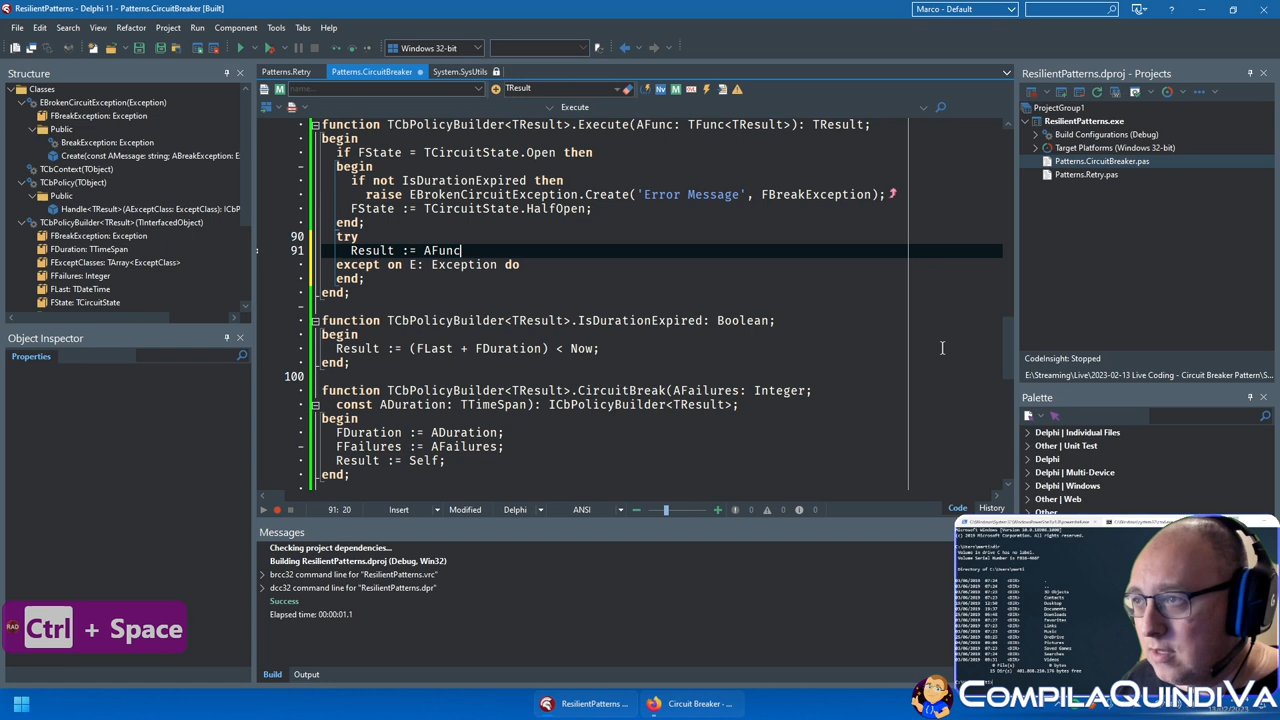 ResilientPatterns - Delphi 11 - Patterns.CircuitBreaker [Built]
Marco - Default
File Edit Search View Refactor Project Run Component Tools Tabs Help
Windows 32-bit
Structure
Classes
EBrokenCircuitException(Exception)
FBreakException: Exception
Public
BreakException: Exception
Create(const AMessage: string; ABreakException: E
TCbContext(TObject)
TCbPolicy(TObject)
Public
Handle<TResult>(AExceptClass: ExceptClass): ICbP
TCbPolicyBuilder<TResult>(TInterfacedObject)
FBreakException: Exception
FDuration: TTimeSpan
FExceptClasses: TArray<ExceptClass>
FFailures: Integer
FLast: TDateTime
FState: TCircuitState
Object Inspector
Properties
Patterns.Retry Patterns.CircuitBreaker System.SysUtils
name... TResult
Execute
function TCbPolicyBuilder<TResult>.Execute(AFunc: TFunc<TResult>): TResult;
begin
if FState = TCircuitState.Open then
begin
if not IsDurationExpired then
raise EBrokenCircuitException.Create('Error Message', FBreakException);
FState := TCircuitState.HalfOpen;
end;
90 try
91 Result := AFunc
except on E: Exception do
end;
end;
function TCbPolicyBuilder<TResult>.IsDurationExpired: Boolean;
begin
Result := (FLast + FDuration) < Now;
end;
100
function TCbPolicyBuilder<TResult>.CircuitBreak(AFailures: Integer;
const ADuration: TTimeSpan): ICbPolicyBuilder<TResult>;
begin
FDuration := ADuration;
FFailures := AFailures;
Result := Self;
end;
91: 20 Insert Modified Delphi ANSI 0 0 0 Code History
Messages
Checking project dependencies...
Building ResilientPatterns.dproj (Debug, Win32)
brcc32 command line for "ResilientPatterns.vrc"
dcc32 command line for "ResilientPatterns.dpr"
Success
Elapsed time: 00:00:03.1
Build Output
RAD Ctrl + Space
ResilientPatterns.dproj - Projects
ProjectGroup1
ResilientPatterns.exe
Build Configurations (Debug)
Target Platforms (Windows 32-bit)
Patterns.CircuitBreaker.pas
Patterns.Retry.pas
CodeInsight: Stopped
E:\Streaming\Live\2023-02-13 Live Coding - Circuit Breaker Pattern\S...
Palette
Delphi | Individual Files
Other | Unit Test
Delphi
Delphi | Multi-Device
Delphi | Windows
Other | Web
Other
ResilientPatterns ...
Circuit Breaker — ...
COMPILAQUINDIVA